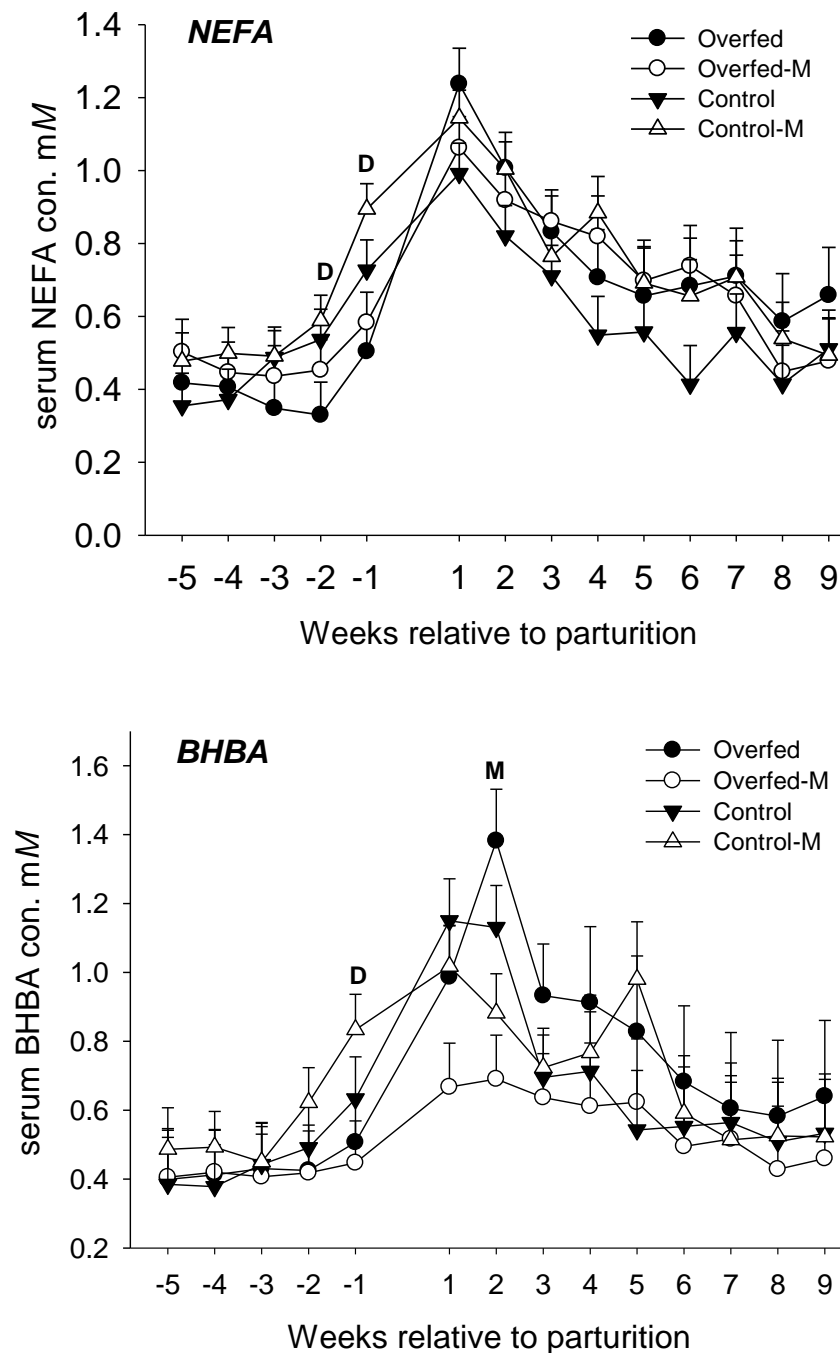 NEFA
Overfed
Overfed-M
Control
Control-M
1.4
1.2
1.0
0.8
0.6
0.4
0.2
0.0
serum NEFA con. mM
D
D
-5 -4 -3 -2 -1 1 2 3 4 5 6 7 8 9
Weeks relative to parturition
BHBA
Overfed
Overfed-M
Control
Control-M
1.6
1.4
1.2
1.0
0.8
0.6
0.4
0.2
serum BHBA con. mM
M
D
-5 -4 -3 -2 -1 1 2 3 4 5 6 7 8 9
Weeks relative to parturition